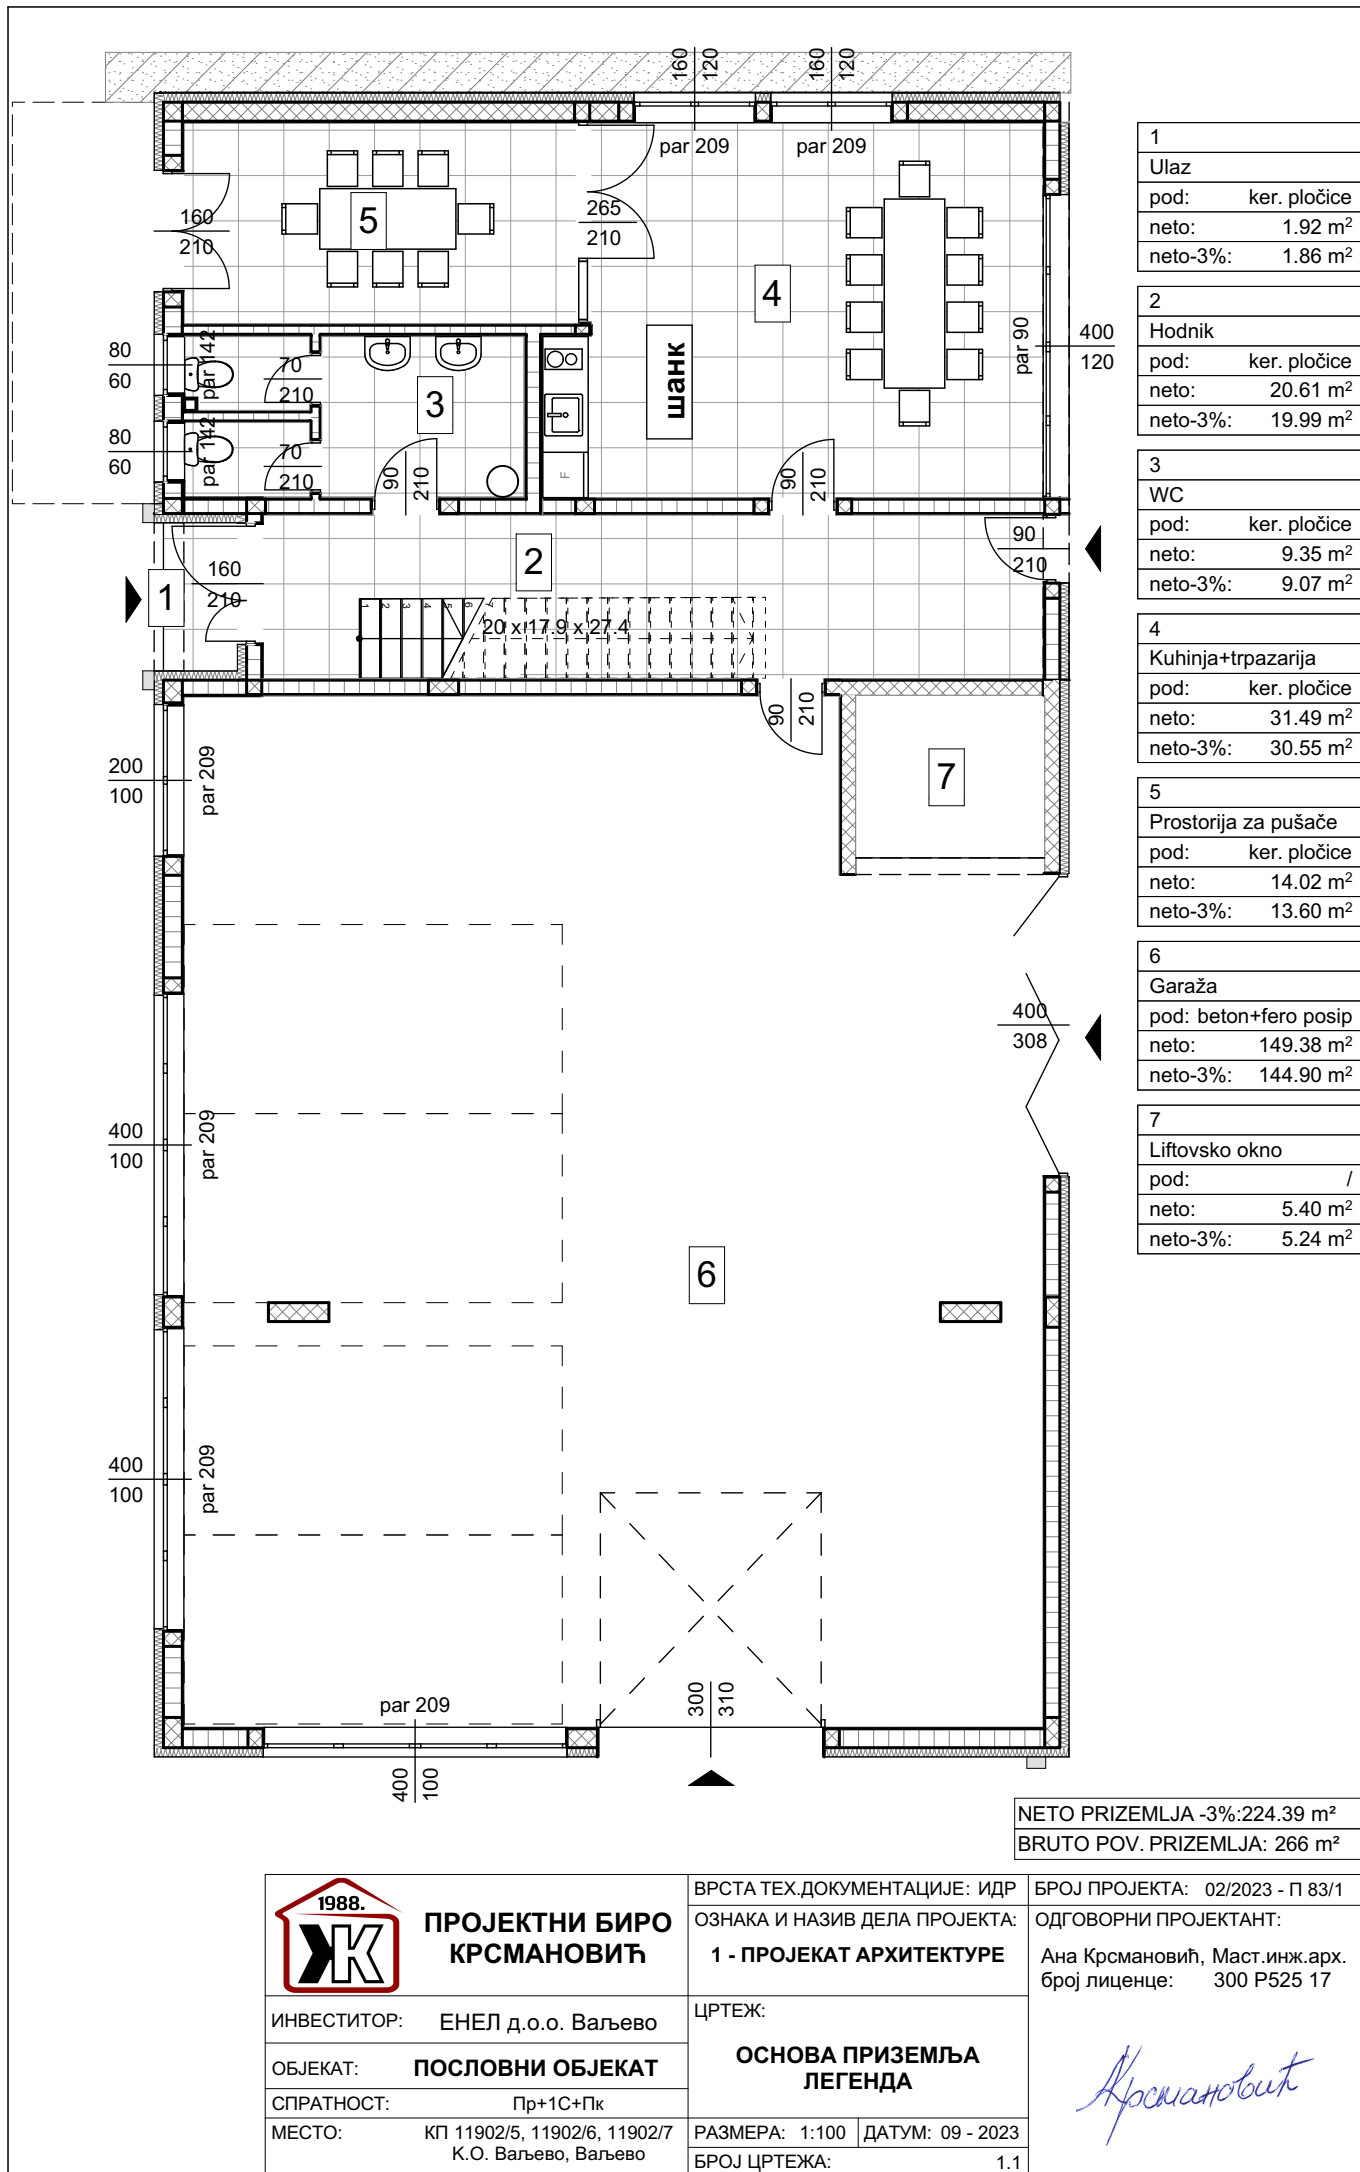 160
120
160
120
par 209
par 209
160
210
5
265
210
4
par 90
400
120
шанк
80
60
par 142
70
210
3
80
60
par 142
70
210
90
210
F
90
210
1
160
210
2
90
210
1 2 3 4 5 6 7
20 x 17.9 x 27.4
90
210
7
200
100
par 209
400
308
400
100
par 209
6
400
100
par 209
par 209
400
100
300
310
1
Ulaz
pod: ker. pločice
neto: 1.92 m²
neto-3%: 1.86 m²
2
Hodnik
pod: ker. pločice
neto: 20.61 m²
neto-3%: 19.99 m²
3
WC
pod: ker. pločice
neto: 9.35 m²
neto-3%: 9.07 m²
4
Kuhinja+trpazarija
pod: ker. pločice
neto: 31.49 m²
neto-3%: 30.55 m²
5
Prostorija za pušače
pod: ker. pločice
neto: 14.02 m²
neto-3%: 13.60 m²
6
Garaža
pod: beton+fero posip
neto: 149.38 m²
neto-3%: 144.90 m²
7
Liftovsko okno
pod: /
neto: 5.40 m²
neto-3%: 5.24 m²
NETO PRIZEMLJA -3%:224.39 m²
BRUTO POV. PRIZEMLJA: 266 m²
1988.
ЖК
ПРОЈЕКТНИ БИРО
КРСМАНОВИЋ
ИНВЕСТИТОР: ЕНЕЛ д.о.о. Ваљево
ОБЈЕКАТ: ПОСЛОВНИ ОБЈЕКАТ
СПРАТНОСТ: Пр+1С+Пк
МЕСТО: КП 11902/5, 11902/6, 11902/7
К.О. Ваљево, Ваљево
ВРСТА ТЕХ.ДОКУМЕНТАЦИЈЕ: ИДР
ОЗНАКА И НАЗИВ ДЕЛА ПРОЈЕКТА:
1 - ПРОЈЕКАТ АРХИТЕКТУРЕ
ЦРТЕЖ:
ОСНОВА ПРИЗЕМЉА
ЛЕГЕНДА
РАЗМЕРА: 1:100 ДАТУМ: 09 - 2023
БРОЈ ЦРТЕЖА: 1.1
БРОЈ ПРОЈЕКТА: 02/2023 - П 83/1
ОДГОВОРНИ ПРОЈЕКТАНТ:
Ана Крсмановић, Маст.инж.арх.
број лиценце: 300 Р525 17
АКрсмановић